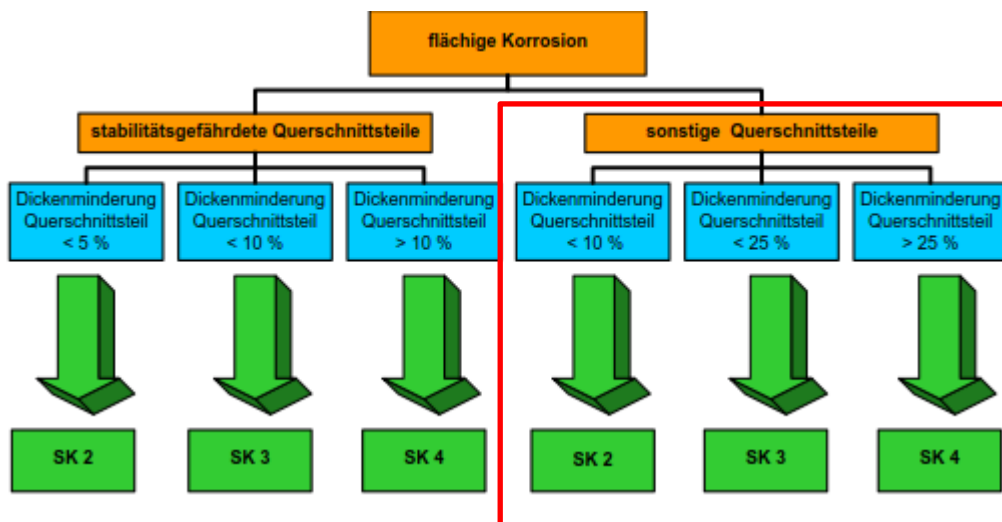 flächige Korrosion
stabilitätsgefährdete Querschnittsteile
sonstige Querschnittsteile
Dickenminderung
Querschnittsteil
< 5 %
Dickenminderung
Querschnittsteil
< 10 %
Dickenminderung
Querschnittsteil
> 10 %
Dickenminderung
Querschnittsteil
< 10 %
Dickenminderung
Querschnittsteil
< 25 %
Dickenminderung
Querschnittsteil
> 25 %
SK 2
SK 3
SK 4
SK 2
SK 3
SK 4